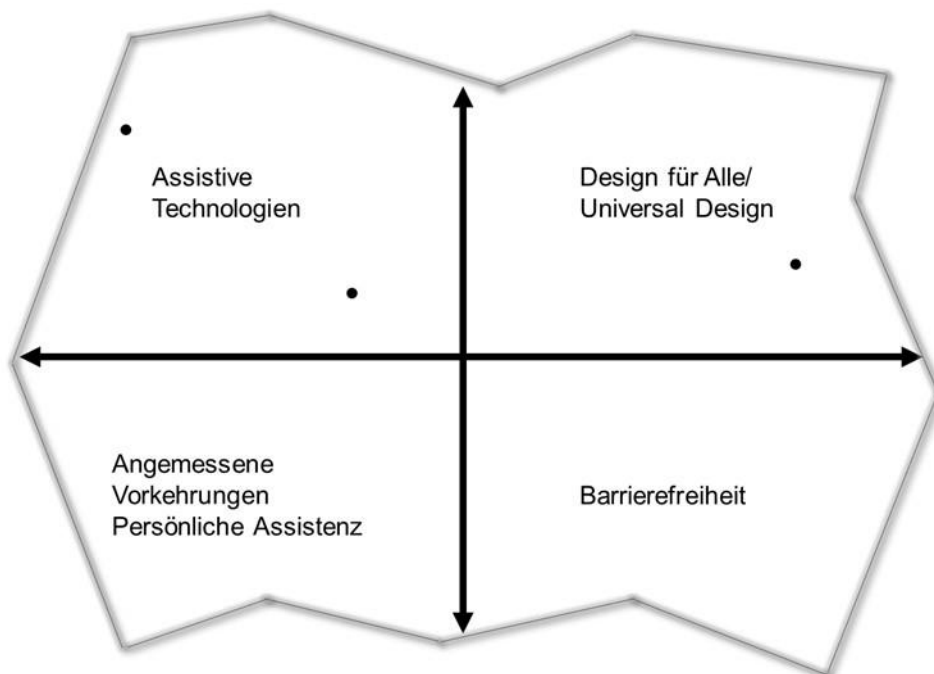 Assistive
Technologien
Design für Alle/
Universal Design
Angemessene
Vorkehrungen
Persönliche Assistenz
Barrierefreiheit